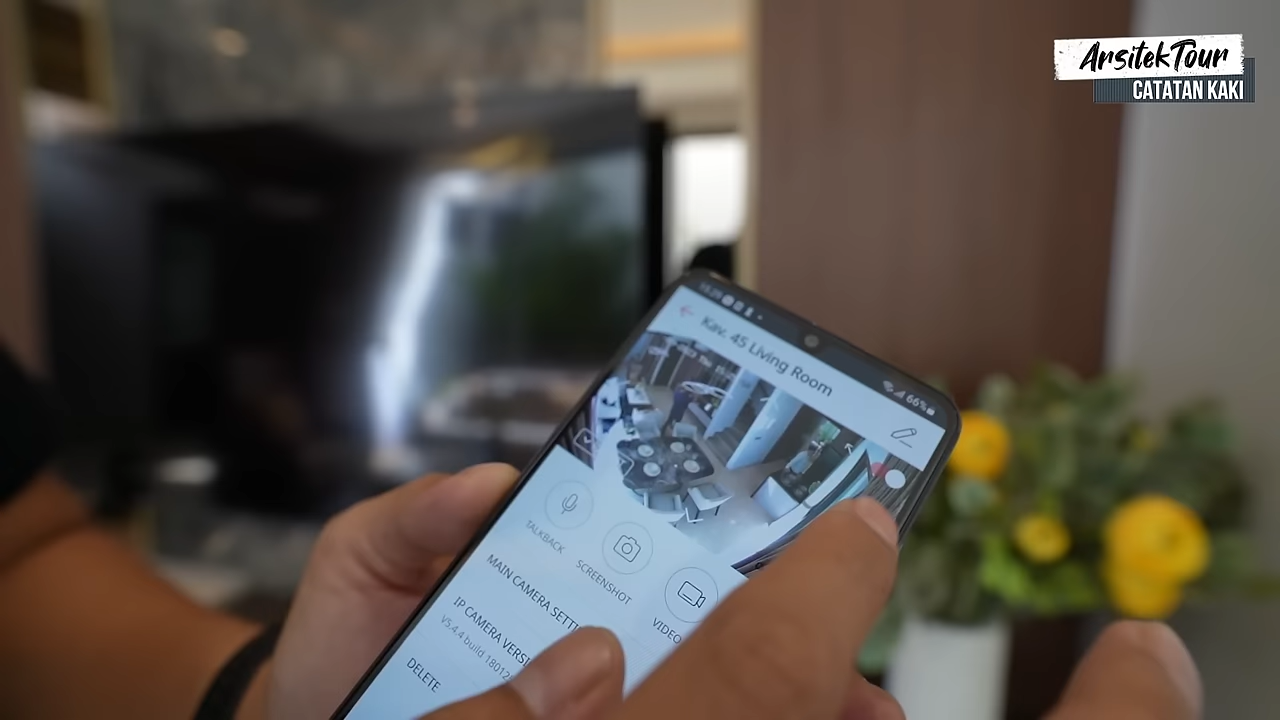 ArsitekTour
CATATAN KAKI
66%
Kav. 45 Living Room
TALKBACK
SCREENSHOT
VIDEO
MAIN CAMERA SETTI
IP CAMERA VERSI
V5.4.4 build 18012
DELETE